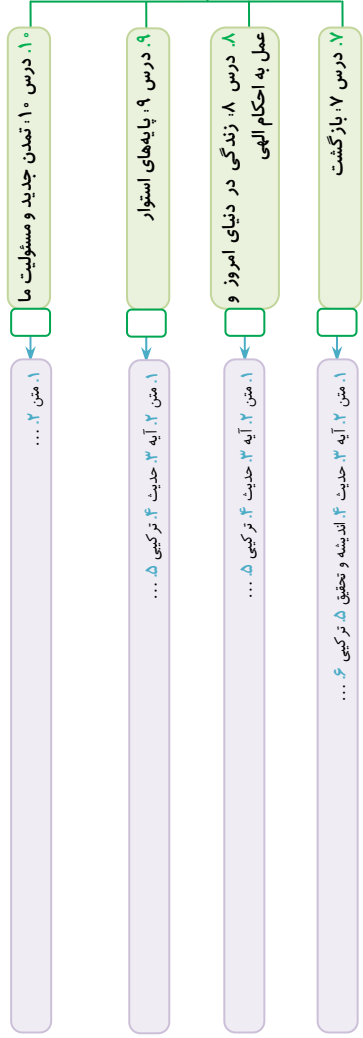 ۷. درس ۷: بازگشت
۱. متن ۲. آیه ۳. حدیث ۴. اندیشه و تحقیق ۵. ترکیبی ۶. ...
۸. درس ۸: زندگی در دنیای امروز و
عمل به احکام الهی
۱. متن ۲. آیه ۳. حدیث ۴. ترکیبی ۵. ...
۹. درس ۹: پایه‌های استوار
۱. متن ۲. آیه ۳. حدیث ۴. ترکیبی ۵. ...
۱۰. درس ۱۰: تمدن جدید و مسئولیت ما
۱. متن ۲. ...